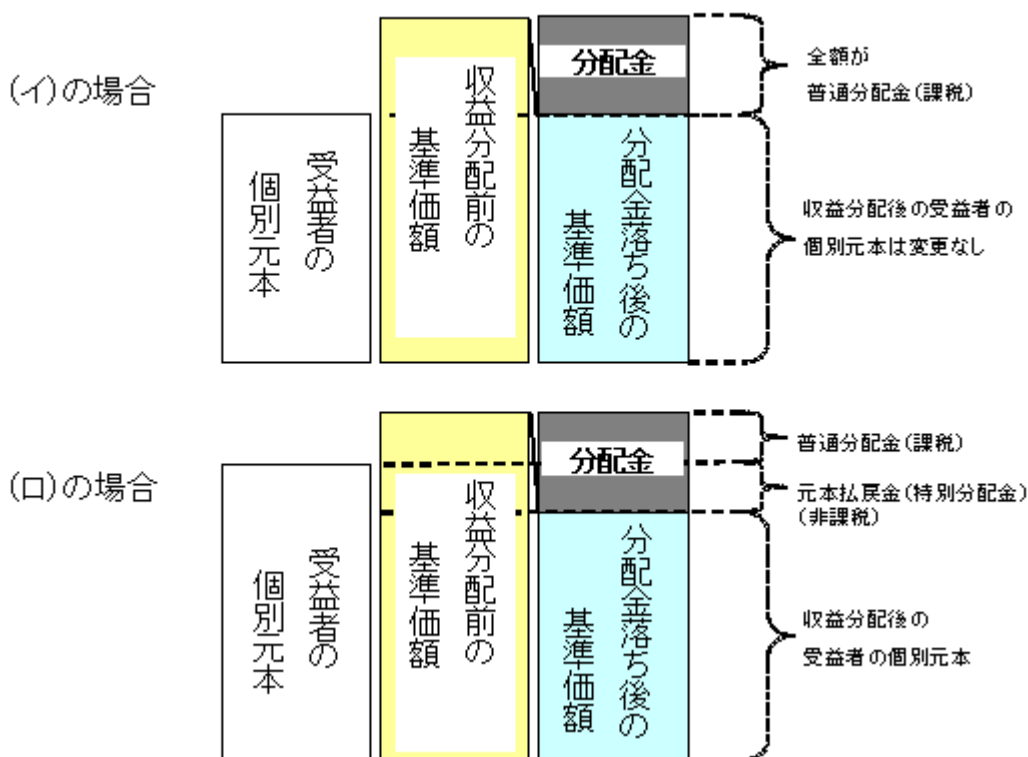 (イ)の場合
受益者の
個別元本
収益分配前の
基準価額
分配金
分配金落ち後の
基準価額
全額が
普通分配金(課税)
収益分配後の受益者の
個別元本は変更なし
(ロ)の場合
受益者の
個別元本
収益分配前の
基準価額
分配金
分配金落ち後の
基準価額
普通分配金(課税)
元本払戻金(特別分配金)
(非課税)
収益分配後の
受益者の個別元本